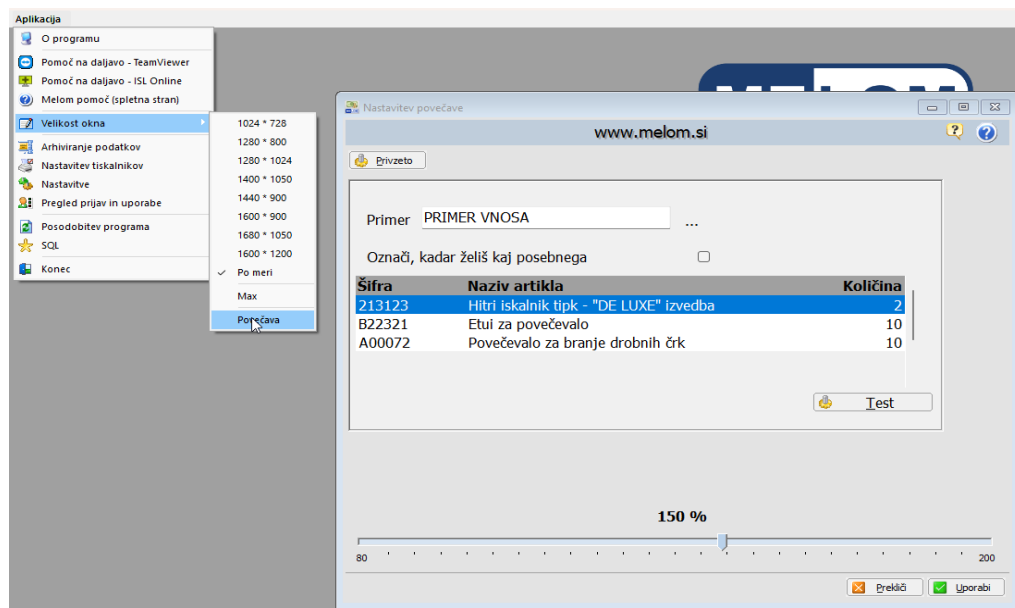 Aplikacija
O programu
Pomoč na daljavo - TeamViewer
Pomoč na daljavo - ISL Online
Melom pomoč (spletna stran)
Velikost okna
Arhiviranje podatkov
Nastavitev tiskalnikov
Nastavitve
Pregled prijav in uporabe
Posodobitev programa
SQL
Konec
1024 * 728
1280 * 800
1280 * 1024
1400 * 1050
1440 * 900
1600 * 900
1680 * 1050
1600 * 1200
Po meri
Max
Povečava
MELOM
Nastavitev povečave
www.melom.si
Privzeto
Primer PRIMER VNOSA ...
Označi, kadar želiš kaj posebnega
Šifra Naziv artikla Količina
213123 Hitri iskalnik tipk - "DE LUXE" izvedba 2
B22321 Etui za povečevalo 10
A00072 Povečevalo za branje drobnih črk 10
Test
150 %
80 200
Prekliči Uporabi